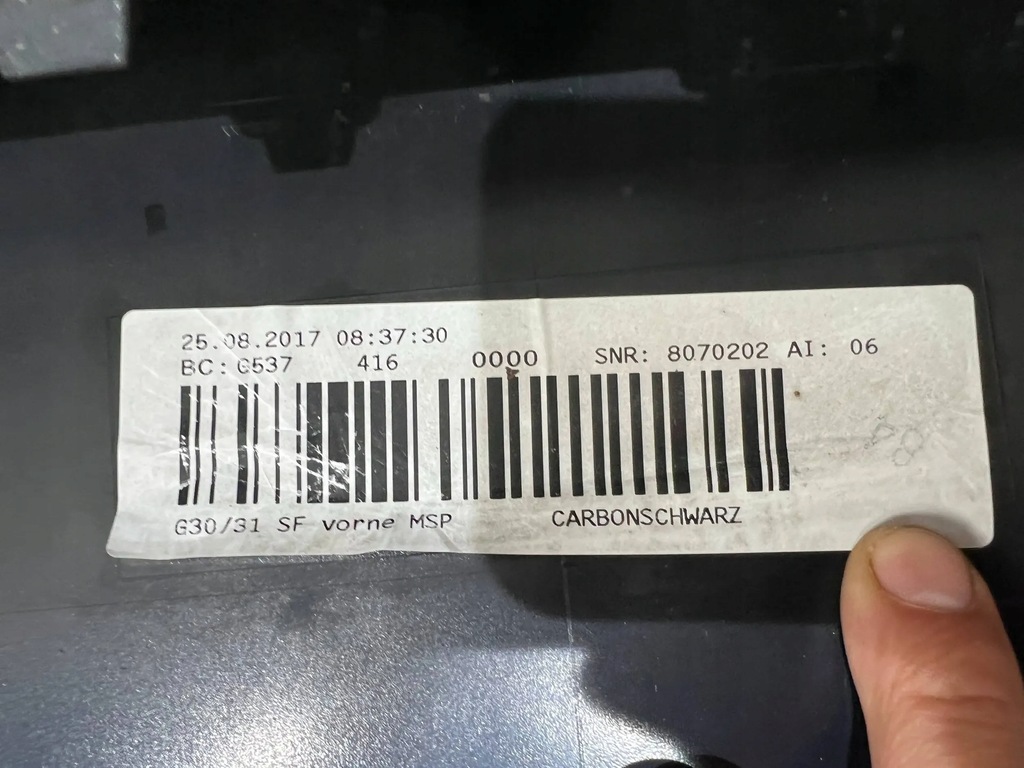 25.08.2017 08:37:30
BC: G537 416 0000 SNR: 8070202 AI: 06
G30/31 SF vorne MSP CARBONSCHWARZ